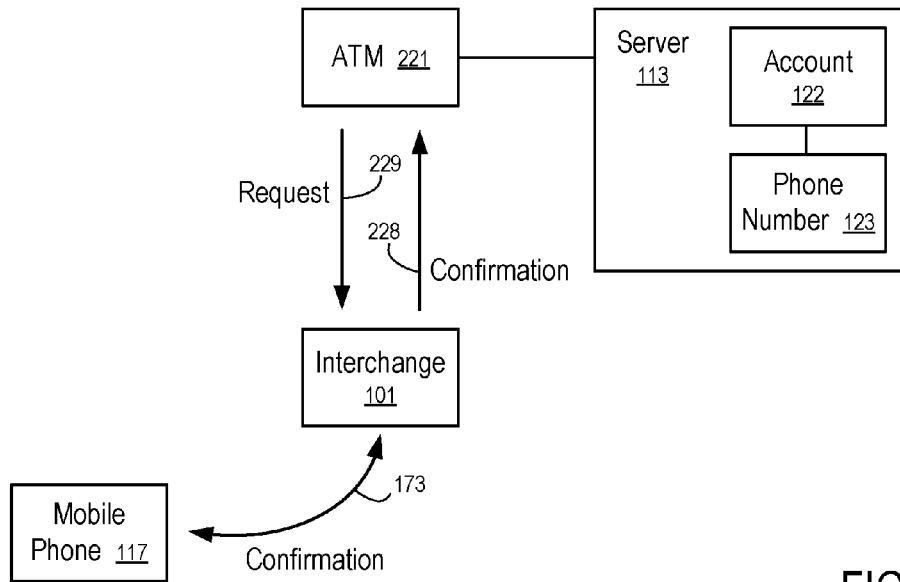 ATM 221
Server
113
Account
122
Phone
Number 123
229
Request
228
Confirmation
Interchange
101
173
Mobile
Phone 117
Confirmation
FIG